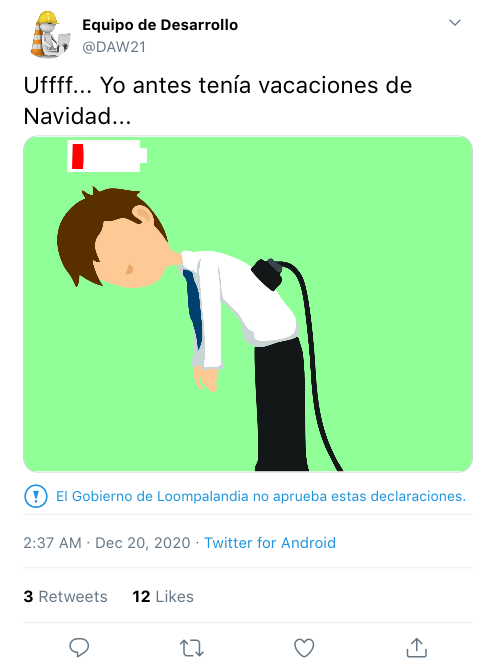 Equipo de Desarrollo
@DAW21
Uffff... Yo antes tenía vacaciones de
Navidad...
El Gobierno de Loompalandia no aprueba estas declaraciones.
2:37 AM · Dec 20, 2020 · Twitter for Android
3 Retweets 12 Likes